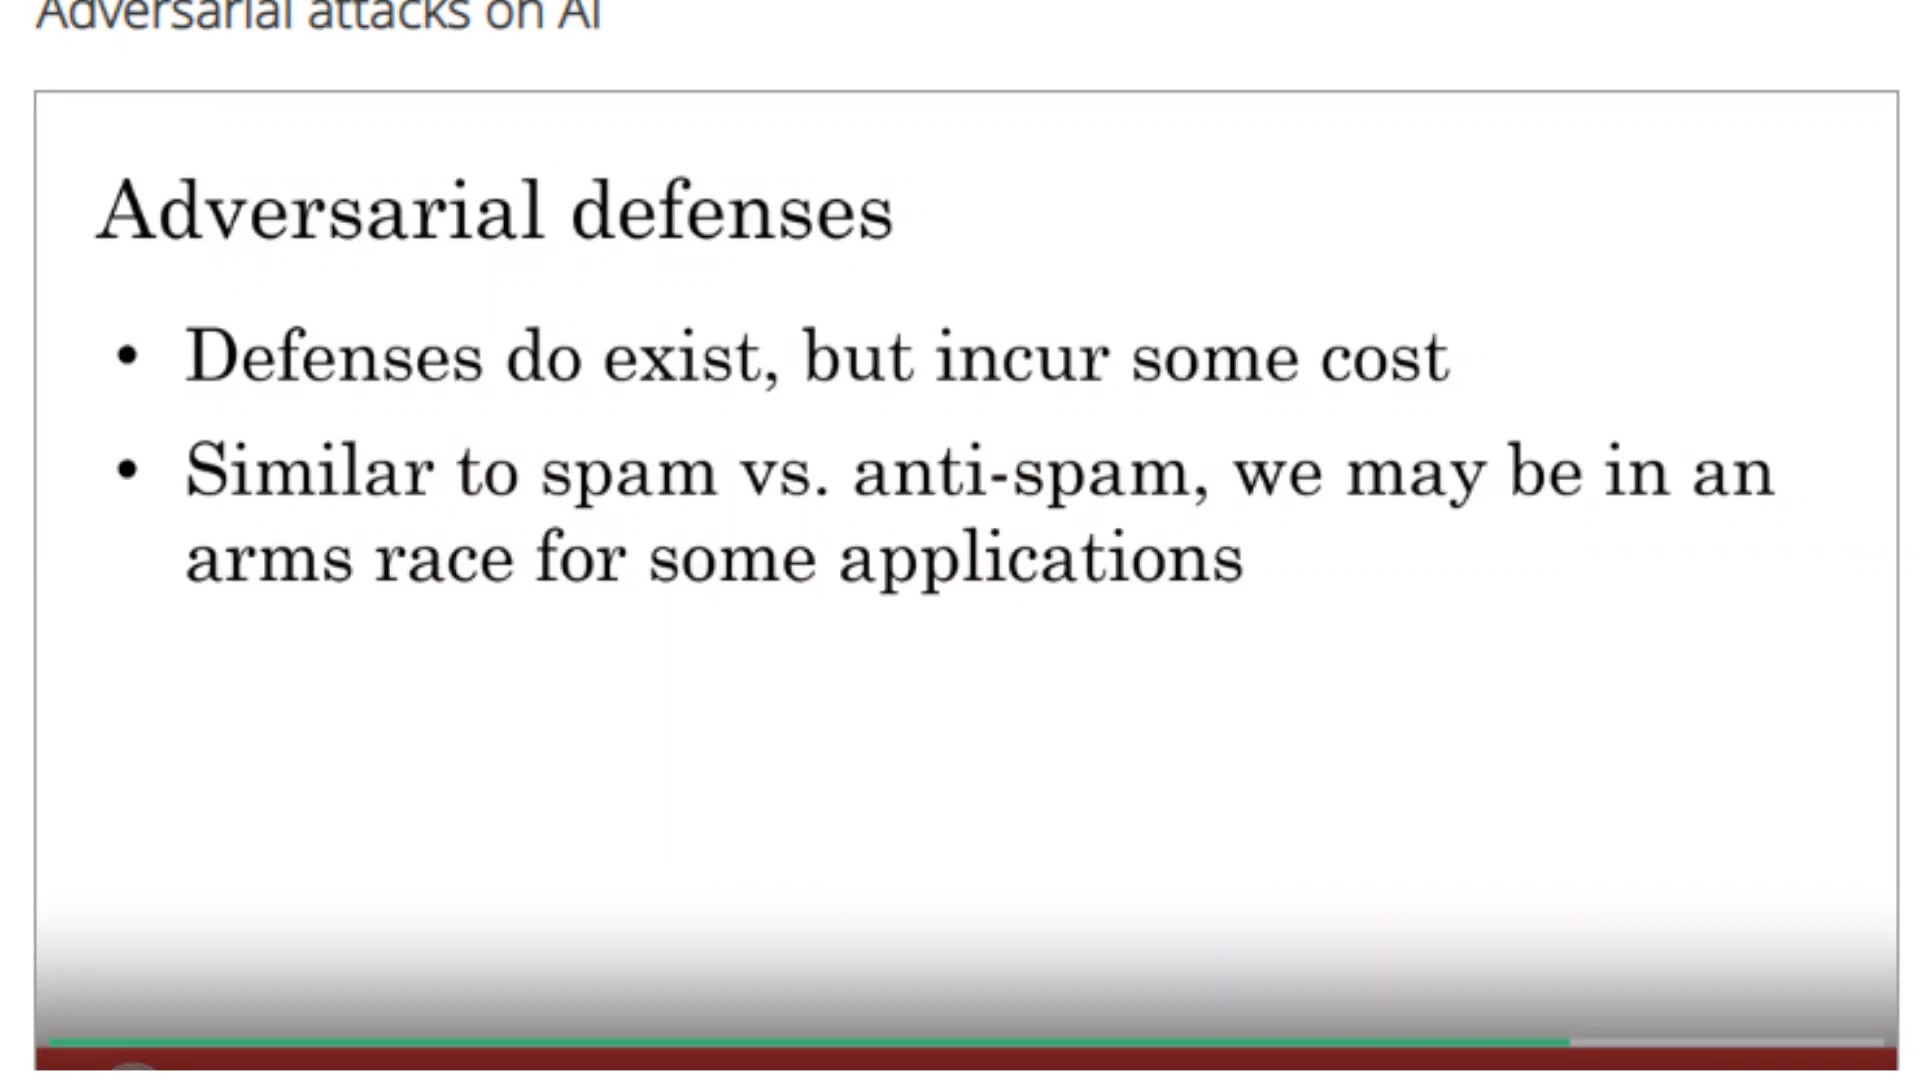 Adversarial attacks on AI
Adversarial defenses
• Defenses do exist, but incur some cost
• Similar to spam vs. anti-spam, we may be in an
arms race for some applications